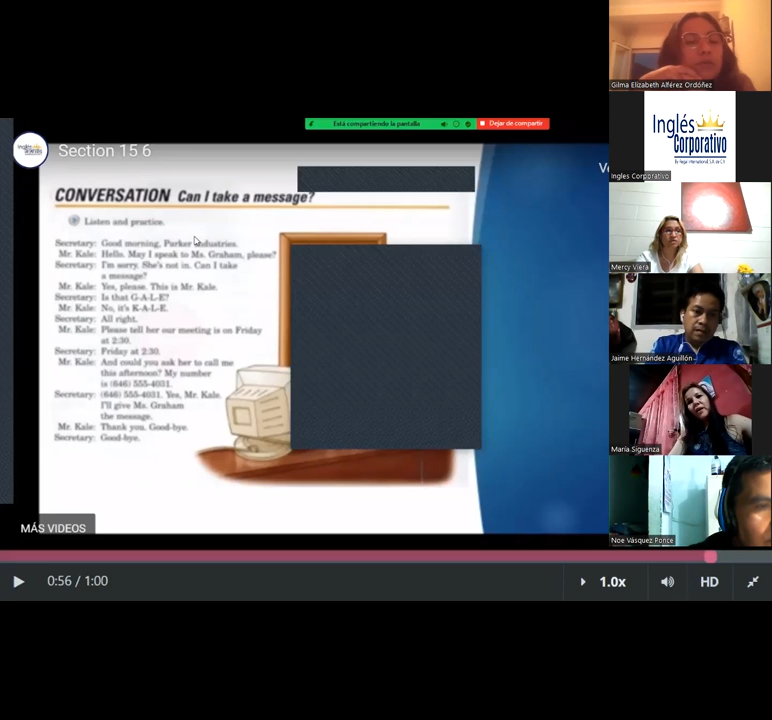 Está compartiendo la pantalla
Dejar de compartir
Section 15 6
CONVERSATION Can I take a message?
Listen and practice.
Secretary: Good morning, Parker Industries.
Mr. Kale: Hello. May I speak to Ms. Graham, please?
Secretary: I'm sorry. She's not in. Can I take
a message?
Mr. Kale: Yes, please. This is Mr. Kale.
Secretary: Is that G-A-L-E?
Mr. Kale: No, it's K-A-L-E.
Secretary: All right.
Mr. Kale: Please tell her our meeting is on Friday
at 2:30.
Secretary: Friday at 2:30.
Mr. Kale: And could you ask her to call me
this afternoon? My number
is (646) 555-4031.
Secretary: (646) 555-4031. Yes, Mr. Kale.
I'll give Ms. Graham
the message.
Mr. Kale: Thank you. Good-bye.
Secretary: Good-bye.
MÁS VIDEOS
0:56 / 1:00
1.0x
HD
Gilma Elizabeth Alférez Ordóñez
Inglés
Corporativo
Ingles Corporativo
Mercy Viera
Jaime Hernández Aguillón
María Sigüenza
Noe Vásquez Ponce